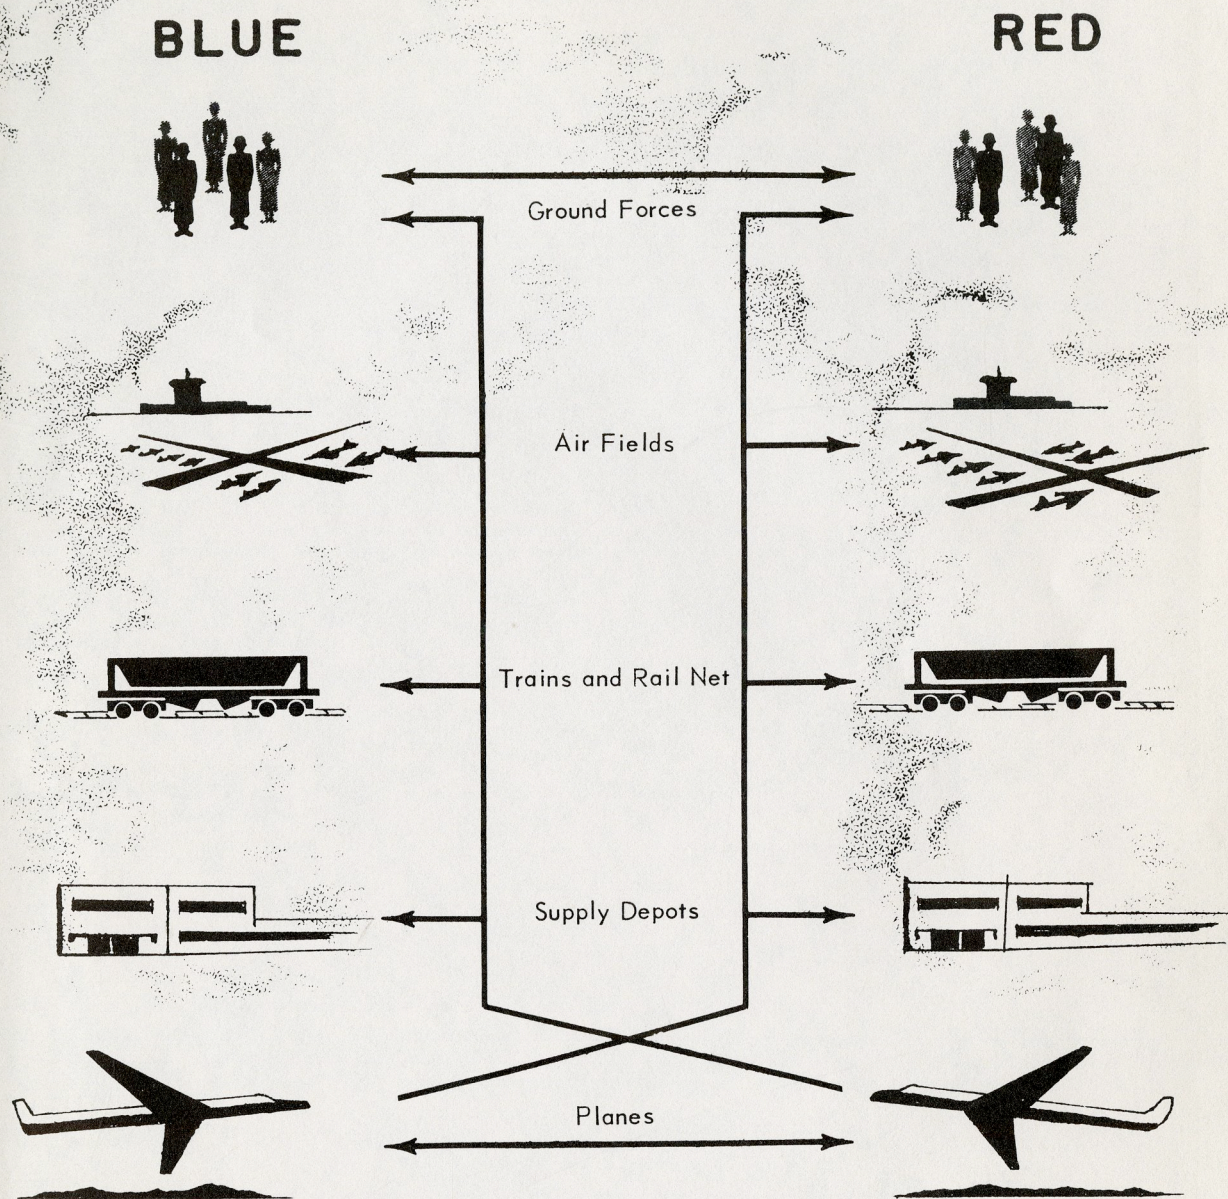 BLUE
RED
Ground Forces
Air Fields
Trains and Rail Net
Supply Depots
Planes